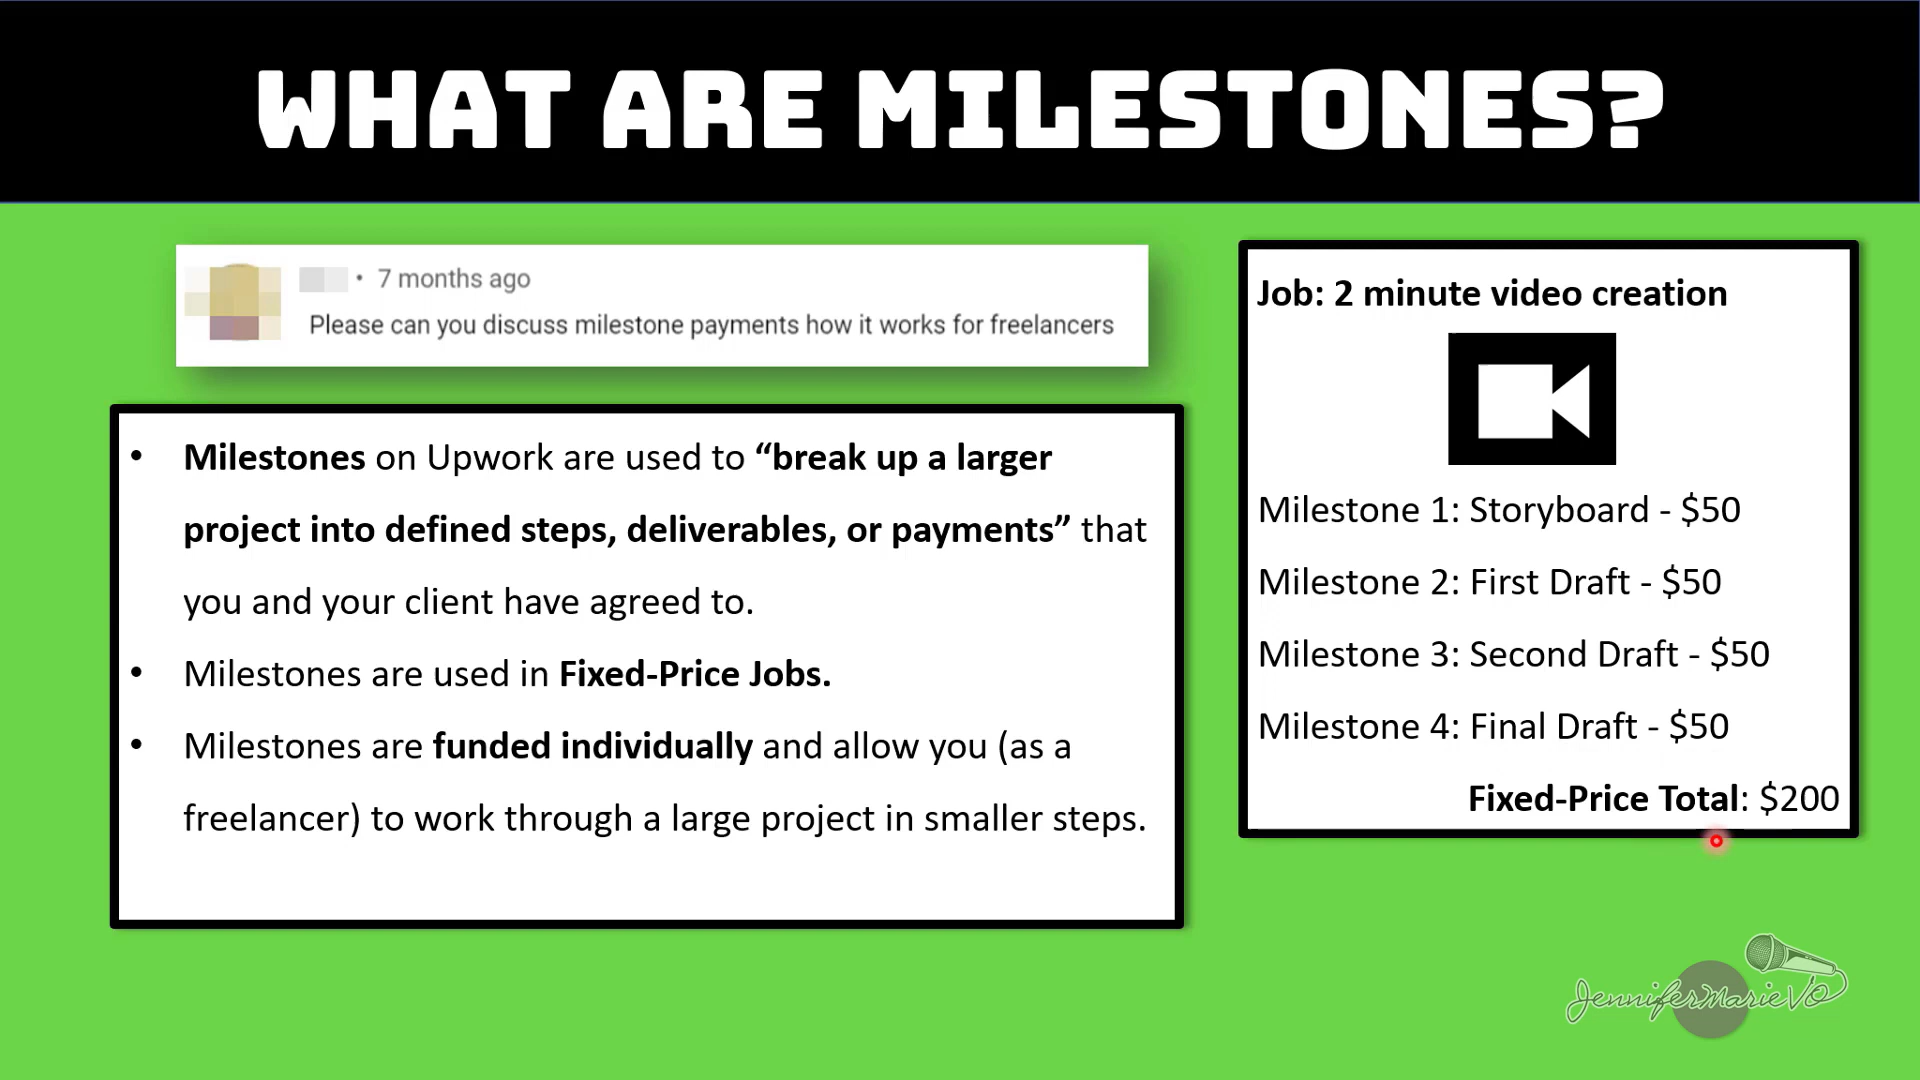 WHAT ARE MILESTONES?
• 7 months ago
Please can you discuss milestone payments how it works for freelancers
• Milestones on Upwork are used to “break up a larger
project into defined steps, deliverables, or payments” that
you and your client have agreed to.
• Milestones are used in Fixed-Price Jobs.
• Milestones are funded individually and allow you (as a
freelancer) to work through a large project in smaller steps.
Job: 2 minute video creation
Milestone 1: Storyboard - $50
Milestone 2: First Draft - $50
Milestone 3: Second Draft - $50
Milestone 4: Final Draft - $50
Fixed-Price Total: $200
JenniferMarieVO